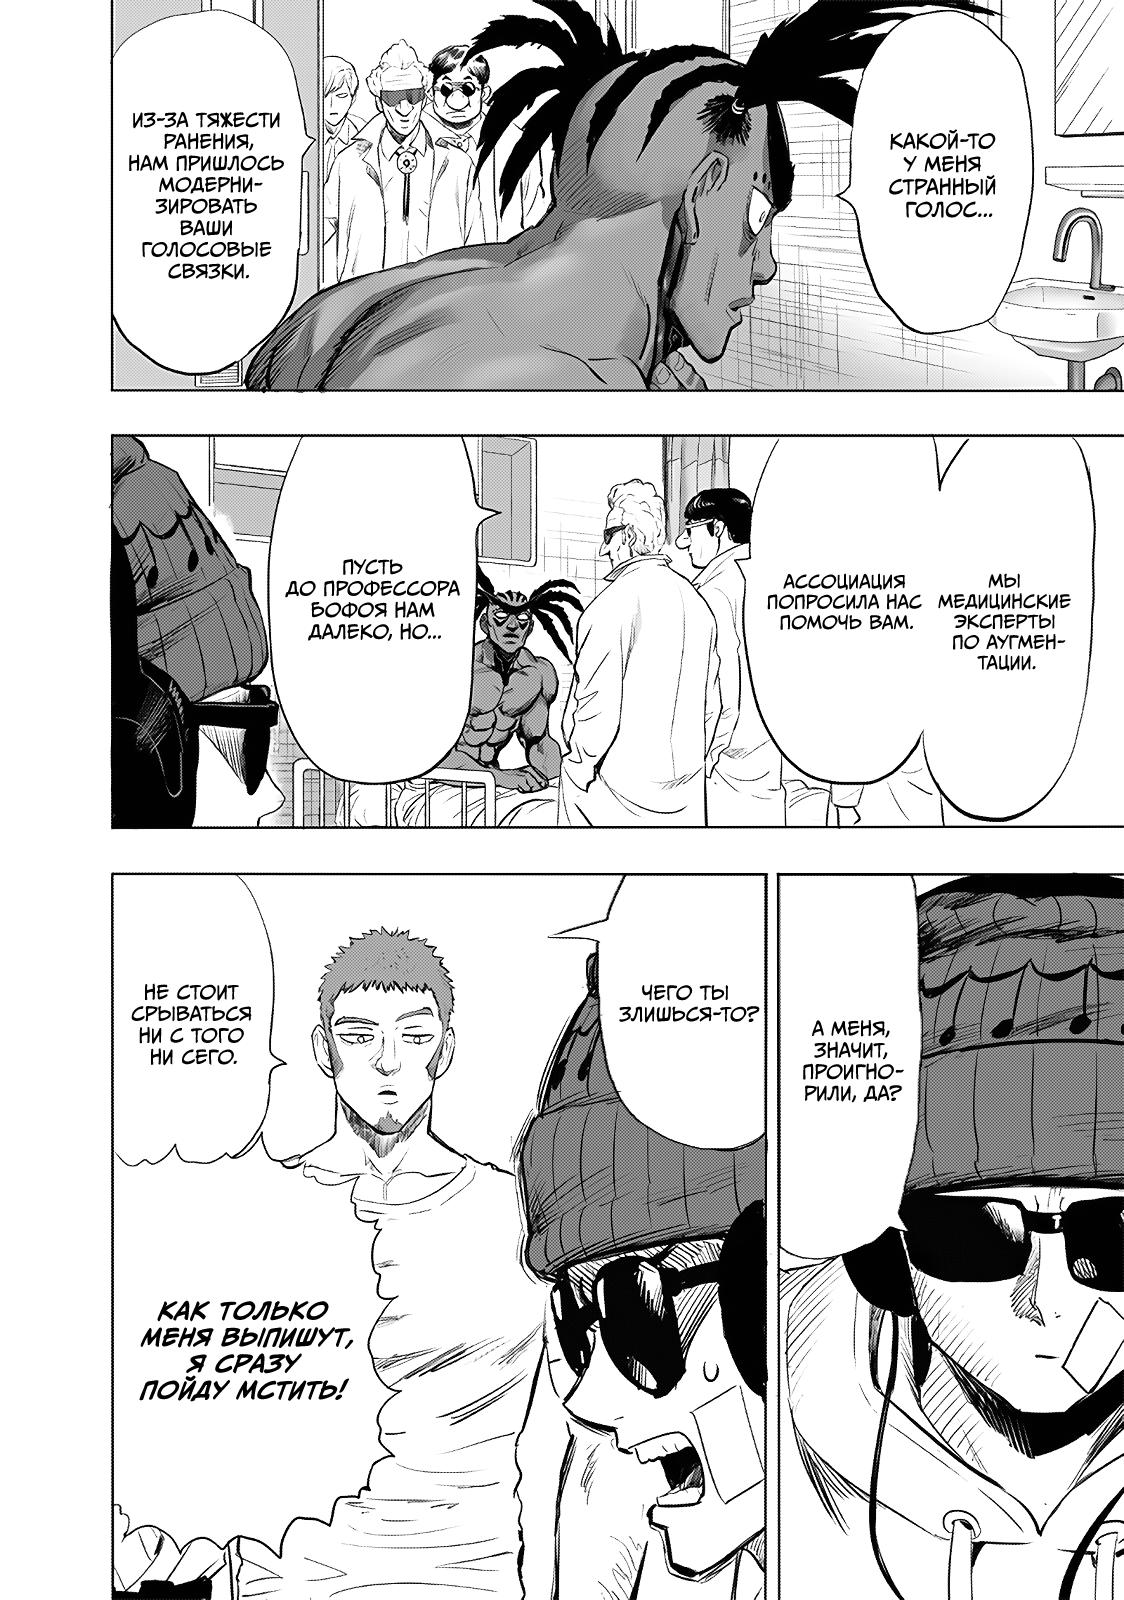 КАКОЙ-ТО
У МЕНЯ
СТРАННЫЙ
ГОЛОС...
ИЗ-ЗА ТЯЖЕСТИ
РАНЕНИЯ,
НАМ ПРИШЛОСЬ
МОДЕРНИ-
ЗИРОВАТЬ
ВАШИ
ГОЛОСОВЫЕ
СВЯЗКИ.
МЫ
МЕДИЦИНСКИЕ
ЭКСПЕРТЫ
ПО АУГМЕН-
ТАЦИИ.
АССОЦИАЦИЯ
ПОПРОСИЛА НАС
ПОМОЧЬ ВАМ.
ПУСТЬ
ДО ПРОФЕССОРА
БОФОЯ НАМ
ДАЛЕКО, НО...
А МЕНЯ,
ЗНАЧИТ,
ПРОИГНО-
РИЛИ, ДА?
ЧЕГО ТЫ
ЗЛИШЬСЯ-ТО?
НЕ СТОИТ
СРЫВАТЬСЯ
НИ С ТОГО
НИ СЕГО.
КАК ТОЛЬКО
МЕНЯ ВЫПИШУТ,
Я СРАЗУ
ПОЙДУ МСТИТЬ!